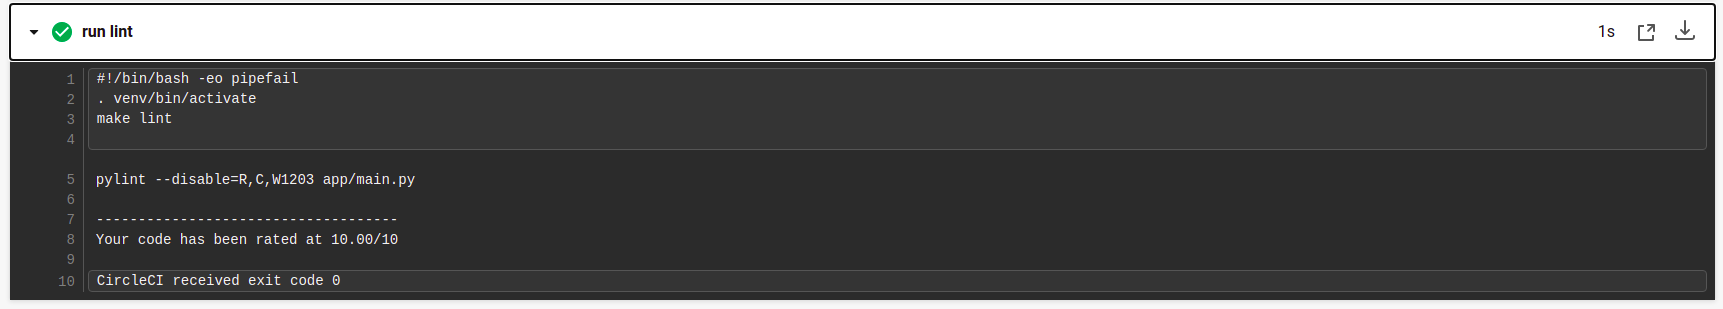 run lint
1s
1 #!/bin/bash -eo pipefail
2 . venv/bin/activate
3 make lint
4
5 pylint --disable=R,C,W1203 app/main.py
6
7 ------------------------------------
8 Your code has been rated at 10.00/10
9
10 CircleCI received exit code 0